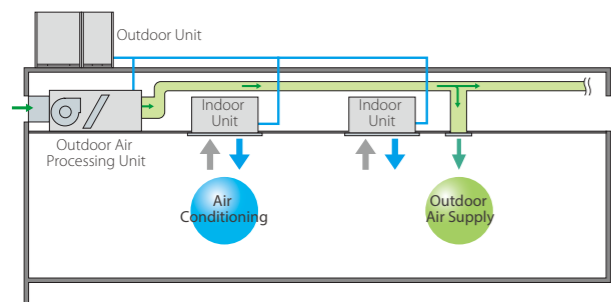 Outdoor Unit
Indoor
Unit
Indoor
Unit
Outdoor Air
Processing Unit
Air
Conditioning
Outdoor
Air Supply